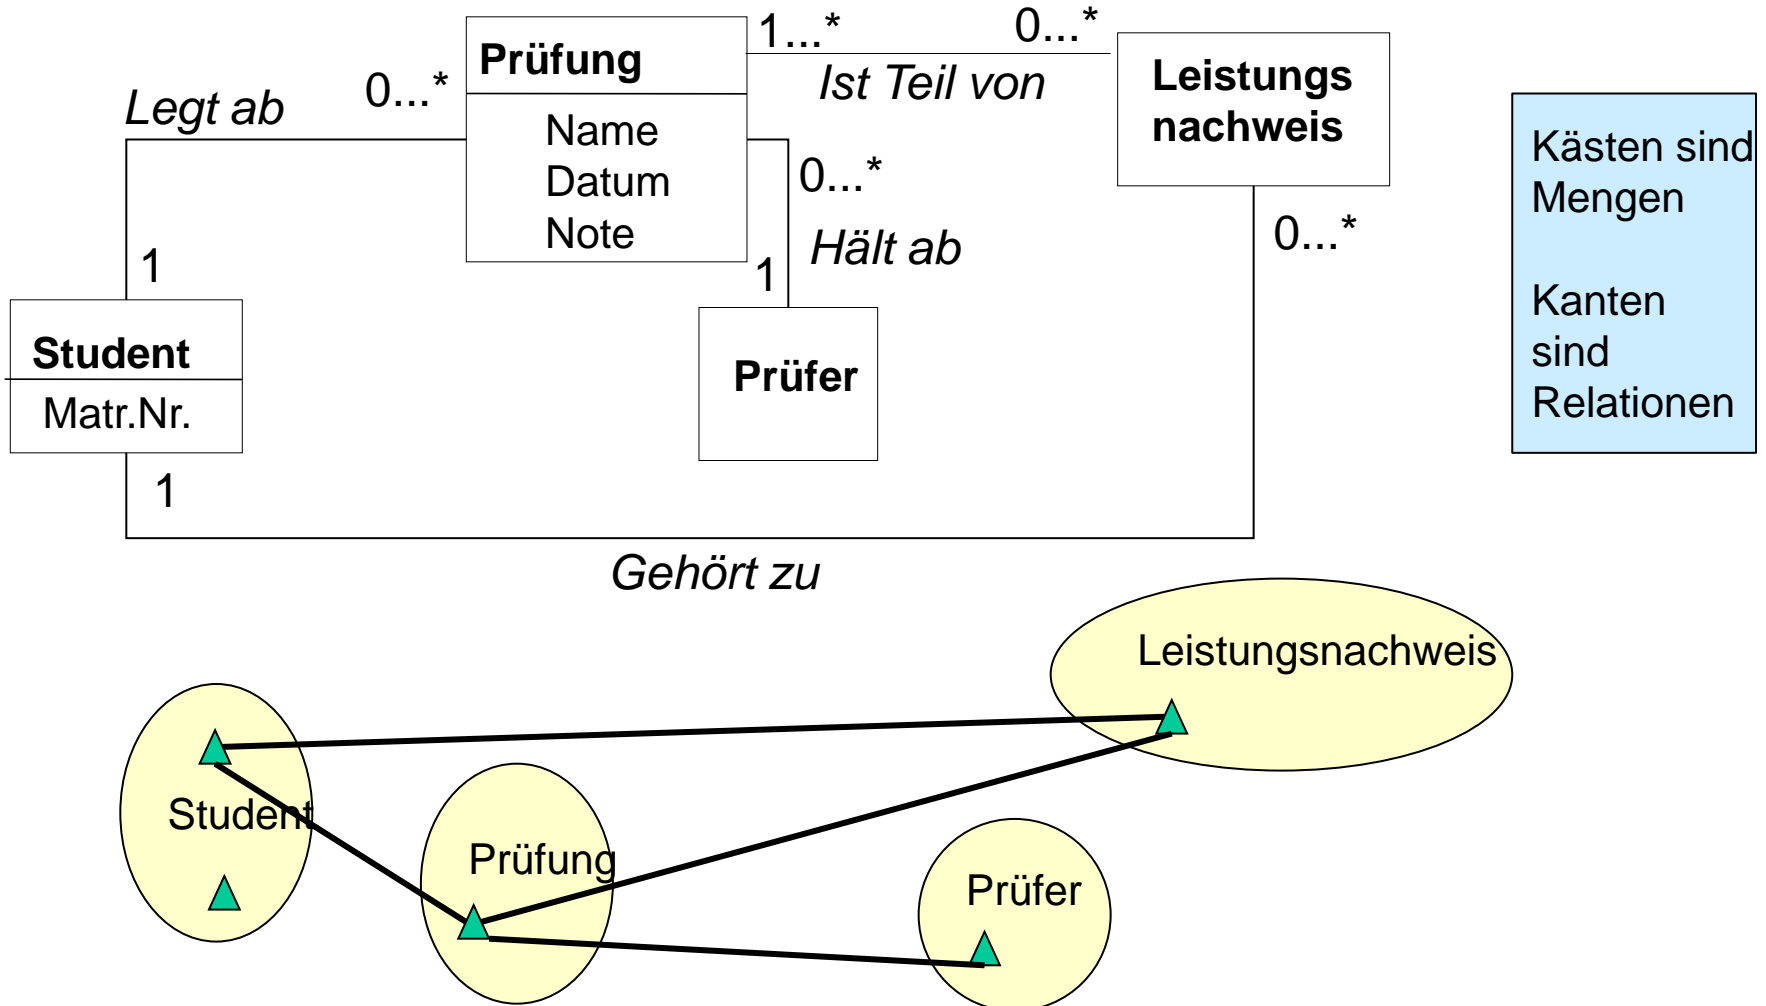 1...*
0...*
Prüfung
Ist Teil von
Leistungs
nachweis
Legt ab
0...*
Name
Datum
Note
0...*
Hält ab
1
0...*
Kästen sind
Mengen
Kanten
sind
Relationen
1
Student
Matr.Nr.
Prüfer
1
Gehört zu
Leistungsnachweis
Student
Prüfung
Prüfer